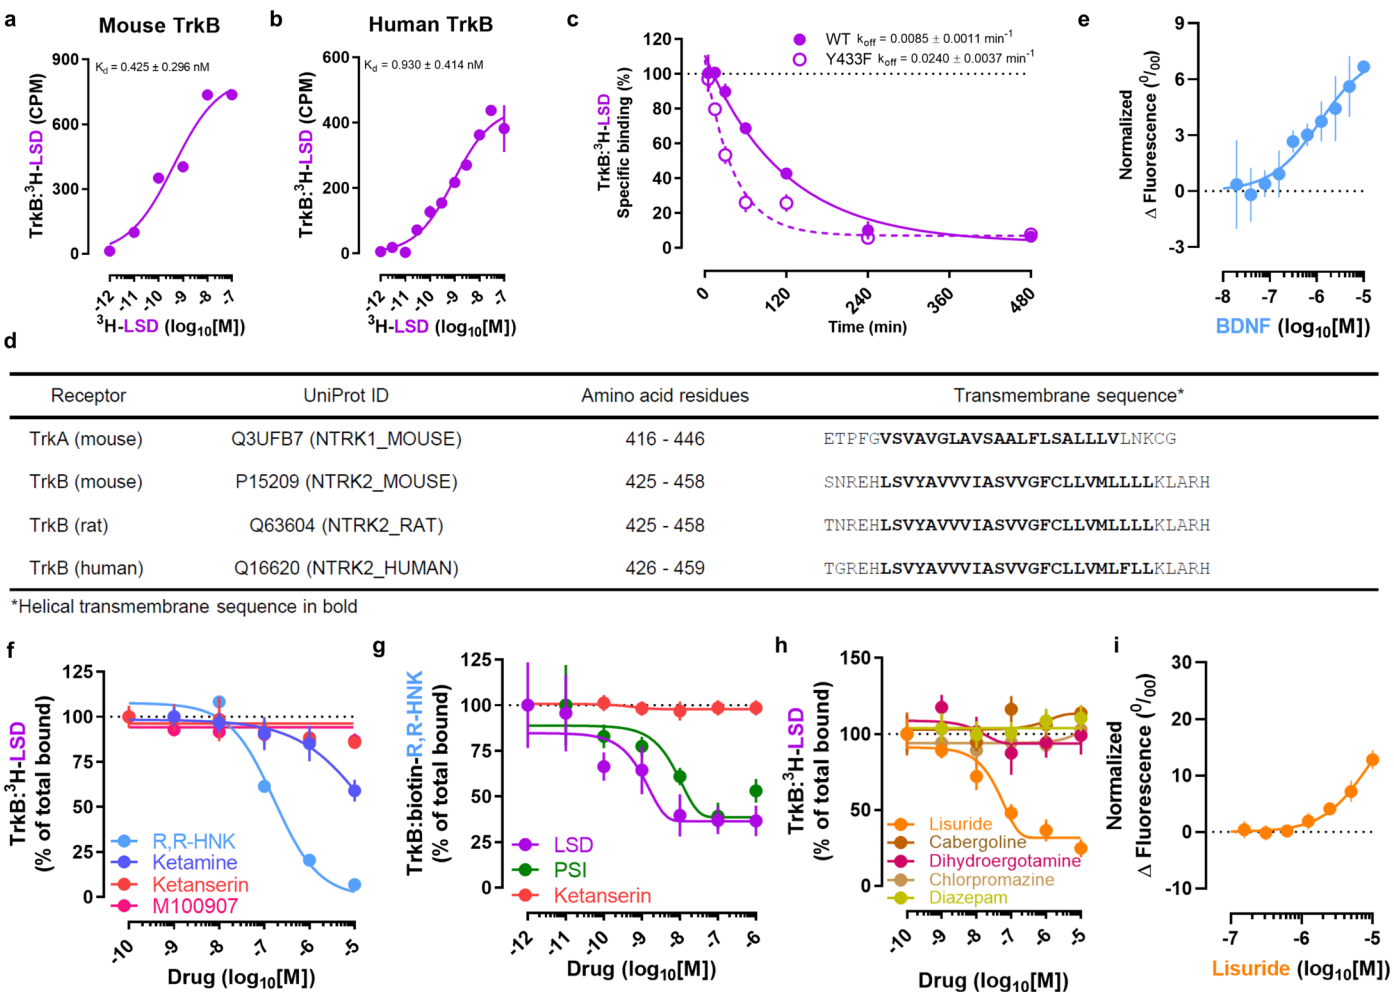 a
Mouse TrkB
TrkB:³H-LSD (CPM)
900
600
300
0
K_d = 0.425 ± 0.296 nM
-12 -11 -10 -9 -8 -7
³H-LSD (log₁₀[M])
b
Human TrkB
TrkB:³H-LSD (CPM)
600
400
200
0
K_d = 0.930 ± 0.414 nM
-12 -11 -10 -9 -8 -7
³H-LSD (log₁₀[M])
c
TrkB:³H-LSD
Specific binding (%)
120
100
80
60
40
20
0
WT k_off = 0.0085 ± 0.0011 min⁻¹
Y433F k_off = 0.0240 ± 0.0037 min⁻¹
0 120 240 360 480
Time (min)
e
Normalized
Δ Fluorescence (⁰/₀₀)
9
6
3
0
-3
-8 -7 -6 -5
BDNF (log₁₀[M])
d
Receptor UniProt ID Amino acid residues Transmembrane sequence*
TrkA (mouse) Q3UFB7 (NTRK1_MOUSE) 416 - 446 ETPFGVSVAVGLAVSAALFLSALLLVLNKCG
TrkB (mouse) P15209 (NTRK2_MOUSE) 425 - 458 SNREHLSVYAVVVIASVVGFCLLVMLLLLKLARH
TrkB (rat) Q63604 (NTRK2_RAT) 425 - 458 TNREHLSVYAVVVIASVVGFCLLVMLLLLKLARH
TrkB (human) Q16620 (NTRK2_HUMAN) 426 - 459 TGREHLSVYAVVVIASVVGFCLLVMLFLLKLARH
*Helical transmembrane sequence in bold
f
TrkB:³H-LSD
(% of total bound)
125
100
75
50
25
0
R,R-HNK
Ketamine
Ketanserin
M100907
-10 -9 -8 -7 -6 -5
Drug (log₁₀[M])
g
TrkB:biotin-R,R-HNK
(% of total bound)
125
100
75
50
25
0
LSD
PSI
Ketanserin
-12 -11 -10 -9 -8 -7 -6
Drug (log₁₀[M])
h
TrkB:³H-LSD
(% of total bound)
150
100
50
0
Lisuride
Cabergoline
Dihydroergotamine
Chlorpromazine
Diazepam
-10 -9 -8 -7 -6 -5
Drug (log₁₀[M])
i
Normalized
Δ Fluorescence (⁰/₀₀)
30
20
10
0
-10
-7 -6 -5
Lisuride (log₁₀[M])